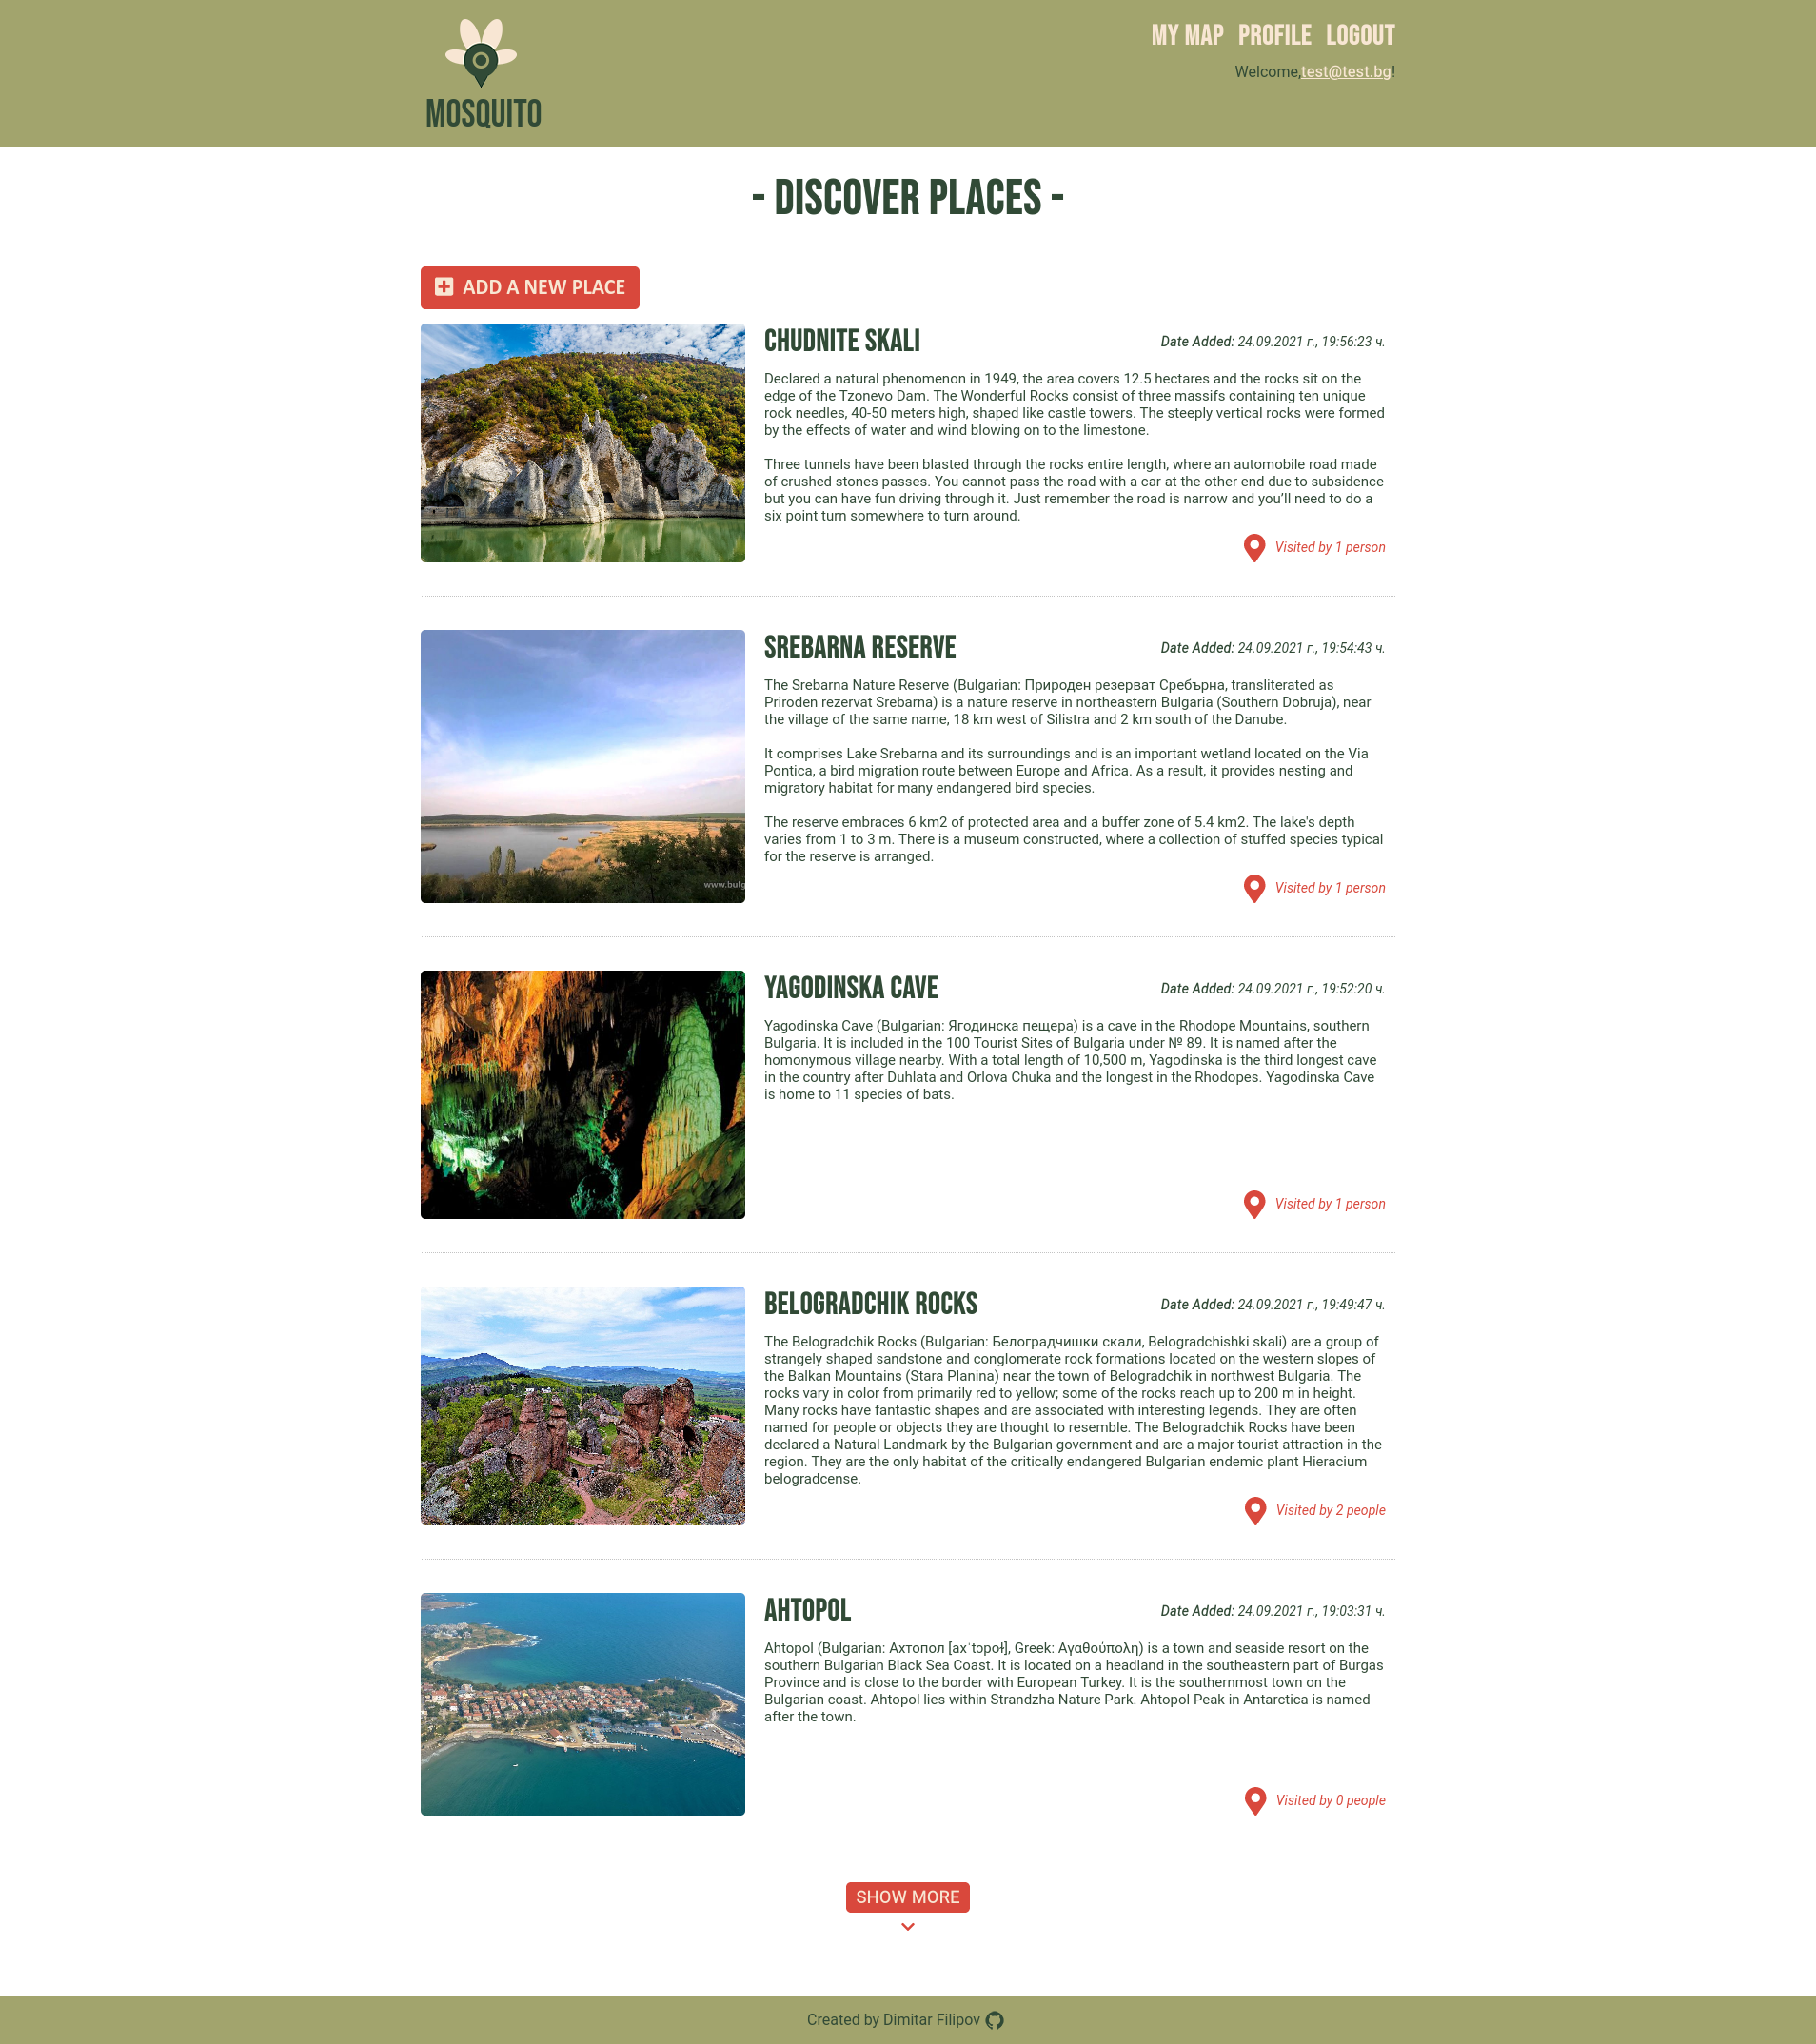 MOSQUITO
MY MAP PROFILE LOGOUT
Welcome,test@test.bg!
- DISCOVER PLACES -
ADD A NEW PLACE
CHUDNITE SKALI
Date Added: 24.09.2021 г., 19:56:23 ч.
Declared a natural phenomenon in 1949, the area covers 12.5 hectares and the rocks sit on the
edge of the Tzonevo Dam. The Wonderful Rocks consist of three massifs containing ten unique
rock needles, 40-50 meters high, shaped like castle towers. The steeply vertical rocks were formed
by the effects of water and wind blowing on to the limestone.
Three tunnels have been blasted through the rocks entire length, where an automobile road made
of crushed stones passes. You cannot pass the road with a car at the other end due to subsidence
but you can have fun driving through it. Just remember the road is narrow and you’ll need to do a
six point turn somewhere to turn around.
Visited by 1 person
SREBARNA RESERVE
Date Added: 24.09.2021 г., 19:54:43 ч.
The Srebarna Nature Reserve (Bulgarian: Природен резерват Сребърна, transliterated as
Priroden rezervat Srebarna) is a nature reserve in northeastern Bulgaria (Southern Dobruja), near
the village of the same name, 18 km west of Silistra and 2 km south of the Danube.
It comprises Lake Srebarna and its surroundings and is an important wetland located on the Via
Pontica, a bird migration route between Europe and Africa. As a result, it provides nesting and
migratory habitat for many endangered bird species.
The reserve embraces 6 km2 of protected area and a buffer zone of 5.4 km2. The lake's depth
varies from 1 to 3 m. There is a museum constructed, where a collection of stuffed species typical
for the reserve is arranged.
www.bulg
Visited by 1 person
YAGODINSKA CAVE
Date Added: 24.09.2021 г., 19:52:20 ч.
Yagodinska Cave (Bulgarian: Ягодинска пещера) is a cave in the Rhodope Mountains, southern
Bulgaria. It is included in the 100 Tourist Sites of Bulgaria under № 89. It is named after the
homonymous village nearby. With a total length of 10,500 m, Yagodinska is the third longest cave
in the country after Duhlata and Orlova Chuka and the longest in the Rhodopes. Yagodinska Cave
is home to 11 species of bats.
Visited by 1 person
BELOGRADCHIK ROCKS
Date Added: 24.09.2021 г., 19:49:47 ч.
The Belogradchik Rocks (Bulgarian: Белоградчишки скали, Belogradchishki skali) are a group of
strangely shaped sandstone and conglomerate rock formations located on the western slopes of
the Balkan Mountains (Stara Planina) near the town of Belogradchik in northwest Bulgaria. The
rocks vary in color from primarily red to yellow; some of the rocks reach up to 200 m in height.
Many rocks have fantastic shapes and are associated with interesting legends. They are often
named for people or objects they are thought to resemble. The Belogradchik Rocks have been
declared a Natural Landmark by the Bulgarian government and are a major tourist attraction in the
region. They are the only habitat of the critically endangered Bulgarian endemic plant Hieracium
belogradcense.
Visited by 2 people
AHTOPOL
Date Added: 24.09.2021 г., 19:03:31 ч.
Ahtopol (Bulgarian: Ахтопол [axˈtɔpoɫ], Greek: Αγαθούπολη) is a town and seaside resort on the
southern Bulgarian Black Sea Coast. It is located on a headland in the southeastern part of Burgas
Province and is close to the border with European Turkey. It is the southernmost town on the
Bulgarian coast. Ahtopol lies within Strandzha Nature Park. Ahtopol Peak in Antarctica is named
after the town.
Visited by 0 people
SHOW MORE
Created by Dimitar Filipov